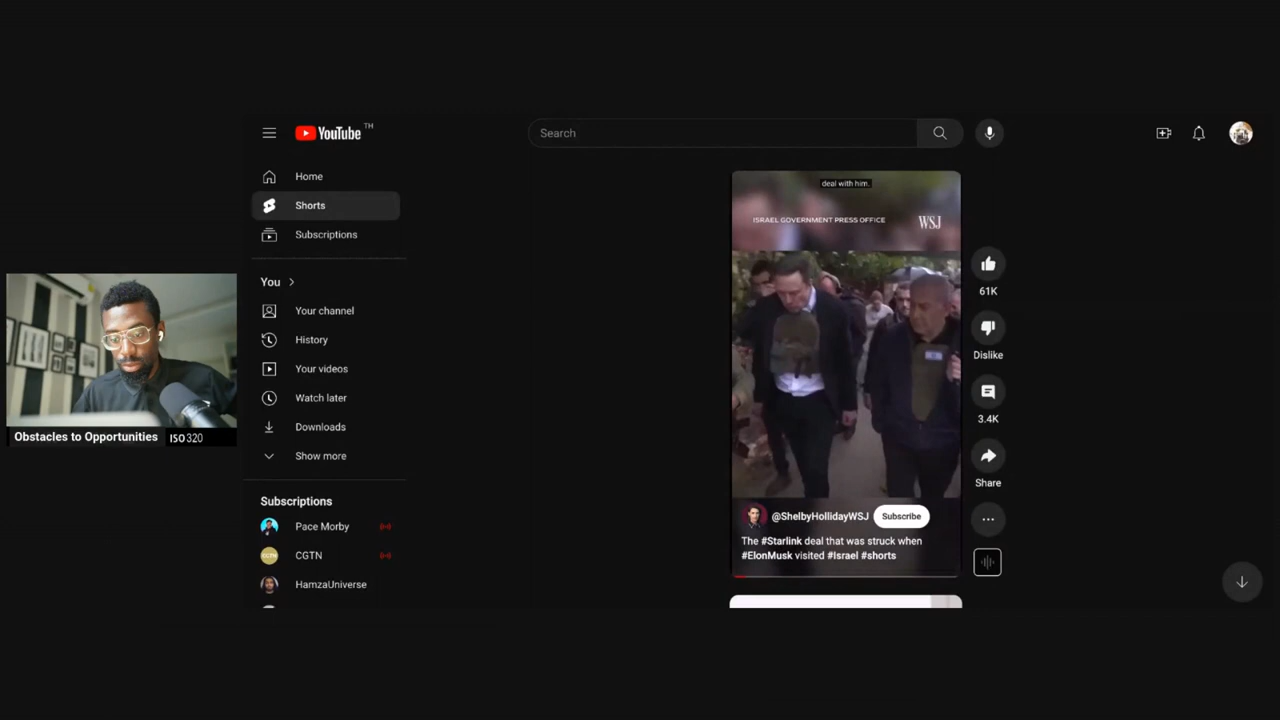 YouTube TH
Search
Home
Shorts
Subscriptions
You
Your channel
History
Your videos
Watch later
Downloads
Show more
Subscriptions
Pace Morby
CGTN
HamzaUniverse
Obstacles to Opportunities
ISO320
deal with him.
ISRAEL GOVERNMENT PRESS OFFICE
WSJ
@ShelbyHollidayWSJ
Subscribe
The #Starlink deal that was struck when
#ElonMusk visited #Israel #shorts
61K
Dislike
3.4K
Share